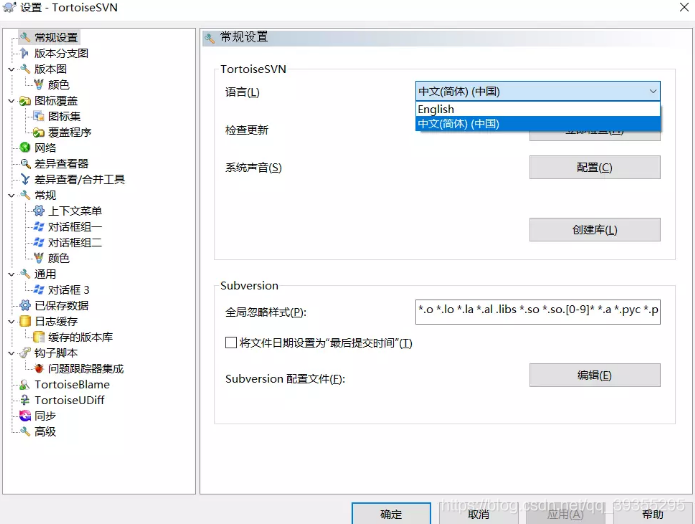 设置 - TortoiseSVN
常规设置
版本分支图
版本图
颜色
图标覆盖
图标集
覆盖程序
网络
差异查看器
差异查看/合并工具
常规
上下文菜单
对话框组一
对话框组二
颜色
通用
对话框 3
已保存数据
日志缓存
缓存的版本库
钩子脚本
问题跟踪器集成
TortoiseBlame
TortoiseUDiff
同步
高级
常规设置
TortoiseSVN
语言(L)
中文(简体) (中国)
English
中文(简体) (中国)
检查更新
系统声音(S)
配置(C)
创建库(L)
Subversion
全局忽略样式(P):
*.o *.lo *.la *.al .libs *.so *.so.[0-9]* *.a *.pyc *.p
将文件日期设置为“最后提交时间”(T)
Subversion 配置文件(F):
编辑(E)
确定
取消
应用(A)
帮助
https://blog.csdn.net/qq_39356295